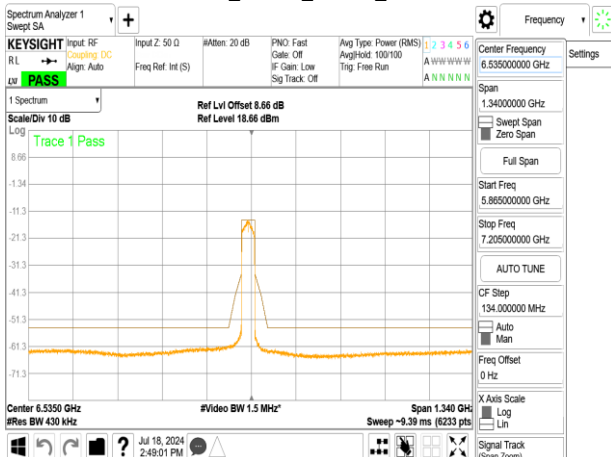 Spectrum Analyzer 1
Swept SA
Frequency
KEYSIGHT
RL
LXI
PASS
Input: RF
Coupling: DC
Align: Auto
Input Z: 50 Ω
Freq Ref: Int (S)
#Atten: 20 dB
PNO: Fast
Gate: Off
IF Gain: Low
Sig Track: Off
Avg Type: Power (RMS)
Avg|Hold: 100/100
Trig: Free Run
1 2 3 4 5 6
A W W W W W
A N N N N N
1 Spectrum
Scale/Div 10 dB
Ref Lvl Offset 8.66 dB
Ref Level 18.66 dBm
Log
Trace 1 Pass
8.66
-1.34
-11.3
-21.3
-31.3
-41.3
-51.3
-61.3
-71.3
Center 6.5350 GHz
#Res BW 430 kHz
#Video BW 1.5 MHz*
Span 1.340 GHz
Sweep ~9.39 ms (6233 pts)
Jul 18, 2024
2:49:01 PM
Center Frequency
6.535000000 GHz
Settings
Span
1.34000000 GHz
Swept Span
Zero Span
Full Span
Start Freq
5.865000000 GHz
Stop Freq
7.205000000 GHz
AUTO TUNE
CF Step
134.000000 MHz
Auto
Man
Freq Offset
0 Hz
X Axis Scale
Log
Lin
Signal Track
(Span Zoom)